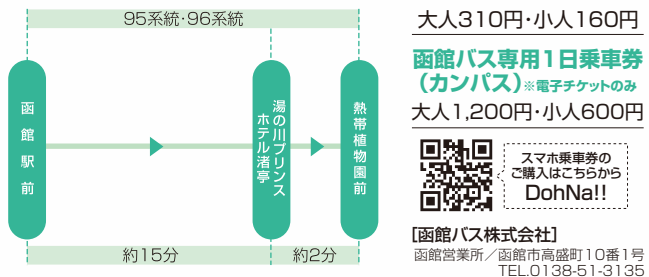 95系統・96系統
函館駅前
湯の川プリンス
ホテル渚亭
熱帯植物園前
約15分
約2分
大人310円・小人160円
函館バス専用1日乗車券
（カンパス）※電子チケットのみ
大人1,200円・小人600円
スマホ乗車券の
ご購入はこちらから
DohNa!!
［函館バス株式会社］
函館営業所／函館市高盛町10番1号
TEL.0138-51-3135